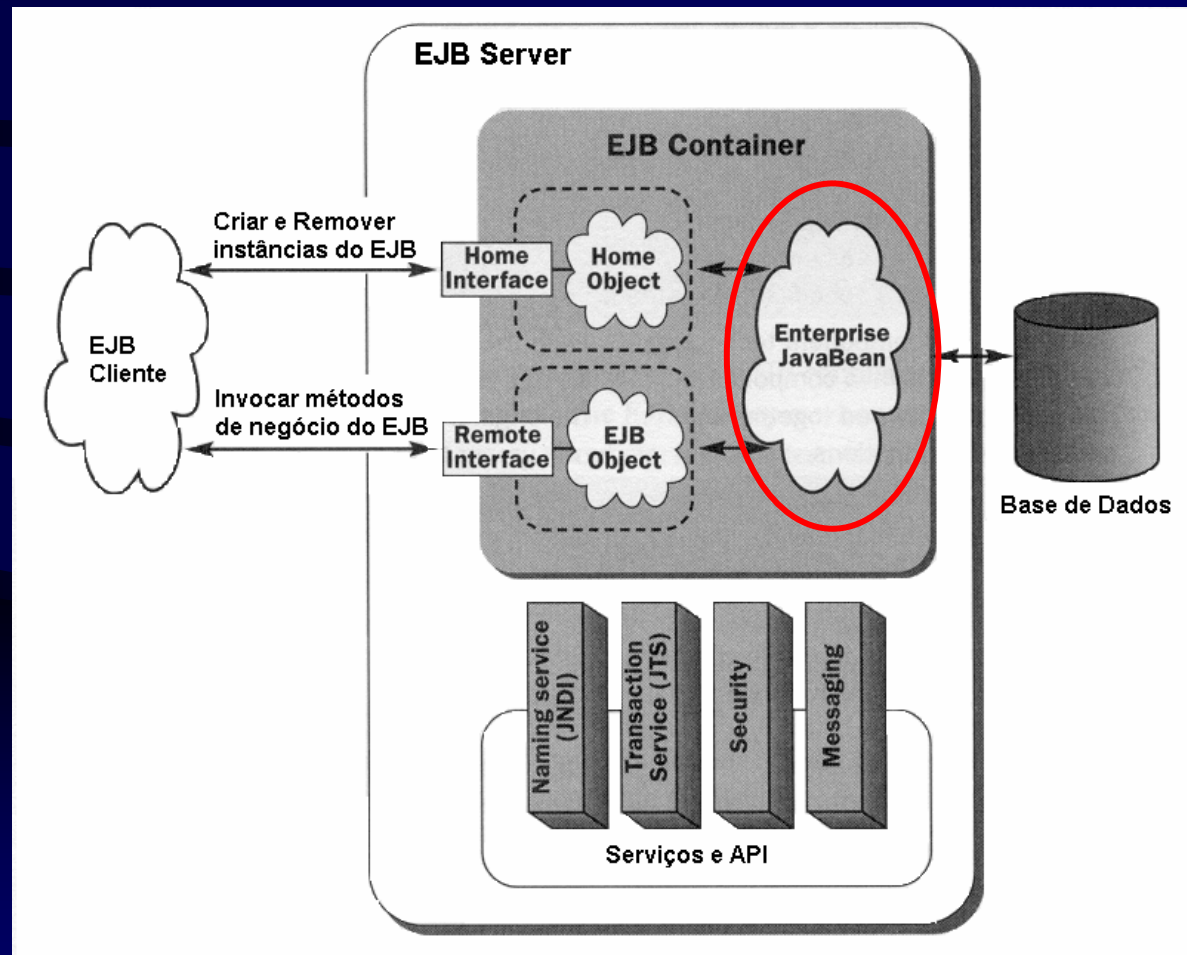 EJB Server
EJB Container
Criar e Remover
instâncias do EJB
Home
Interface
Home
Object
EJB
Cliente
Enterprise
JavaBean
Invocar métodos
de negócio do EJB
Remote
Interface
EJB
Object
Base de Dados
Naming service
(JNDI)
Transaction
Service (JTS)
Security
Messaging
Serviços e API